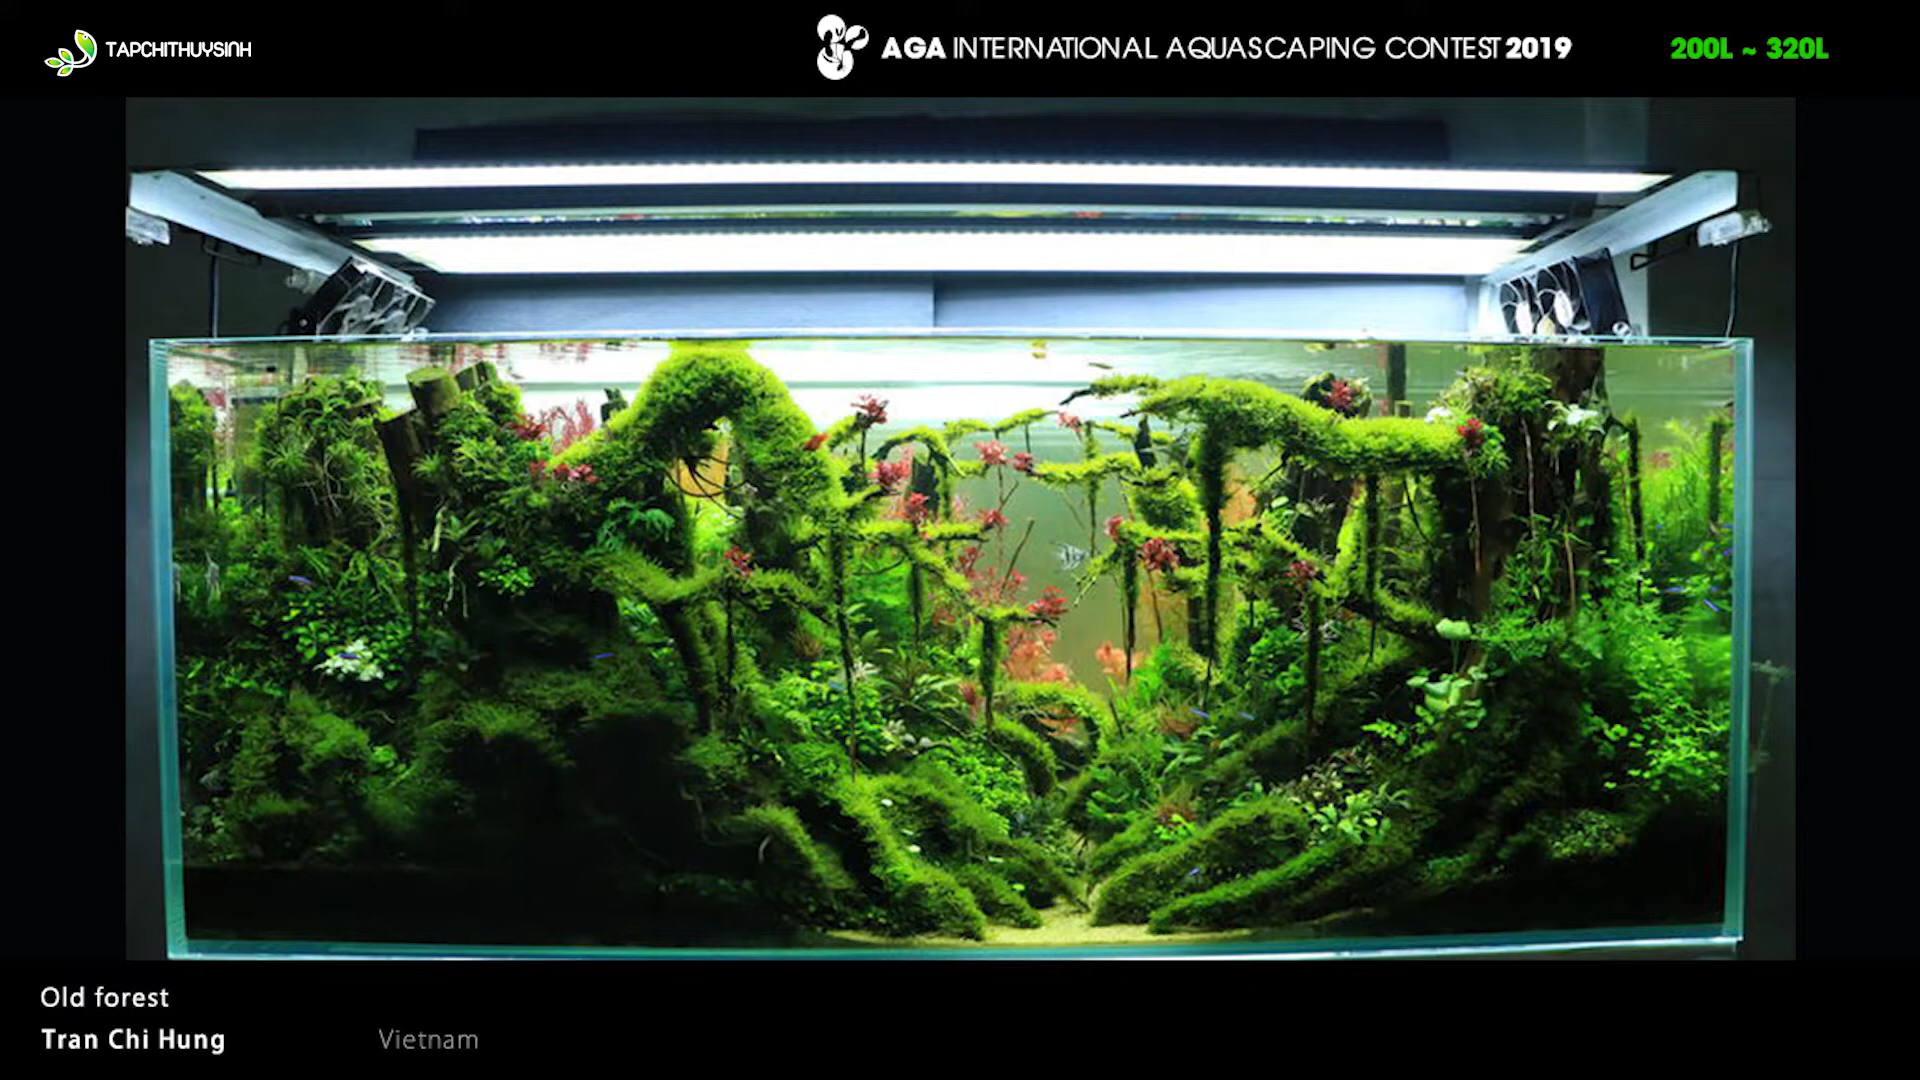 TAPCHITHUYSINH
AGA INTERNATIONAL AQUASCAPING CONTEST 2019
200L ~ 320L
Old forest
Tran Chi Hung
Vietnam